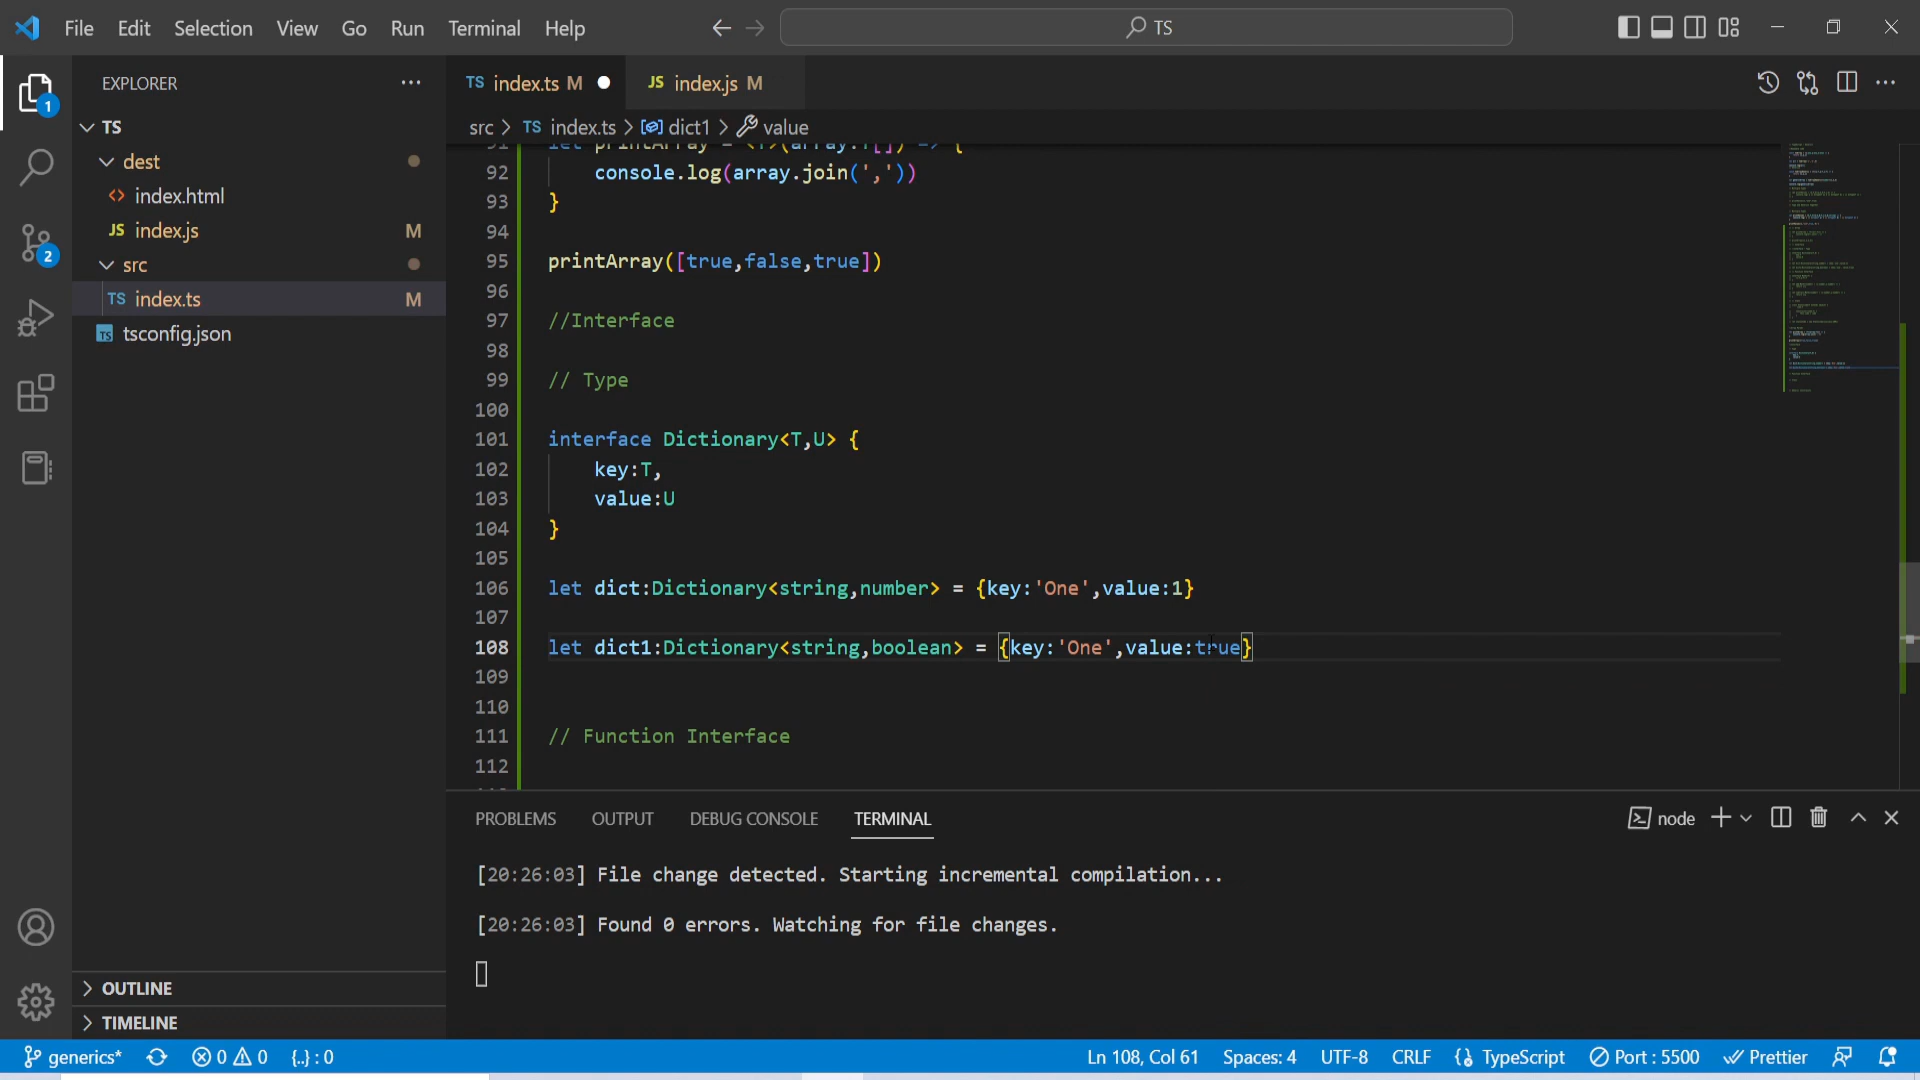 File Edit Selection View Go Run Terminal Help TS
EXPLORER
TS index.ts M JS index.js M
TS
dest
index.html
JS index.js M
src
TS index.ts M
tsconfig.json
OUTLINE
TIMELINE
src > TS index.ts > dict1 > value
91 let printArray = <T>(array:T[]) => {
92 console.log(array.join(','))
93 }
94
95 printArray([true,false,true])
96
97 //Interface
98
99 // Type
100
101 interface Dictionary<T,U> {
102 key:T,
103 value:U
104 }
105
106 let dict:Dictionary<string,number> = {key:'One',value:1}
107
108 let dict1:Dictionary<string,boolean> = {key:'One',value:true}
109
110
111 // Function Interface
112
PROBLEMS OUTPUT DEBUG CONSOLE TERMINAL node
[20:26:03] File change detected. Starting incremental compilation...
[20:26:03] Found 0 errors. Watching for file changes.
1
2
generics* 0 0 {..} : 0 Ln 108, Col 61 Spaces: 4 UTF-8 CRLF TypeScript Port : 5500 Prettier